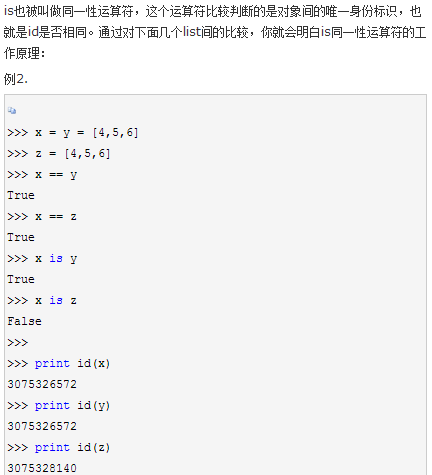 is也被叫做同一性运算符，这个运算符比较判断的是对象间的唯一身份标识，也
就是id是否相同。通过对下面几个list间的比较，你就会明白is同一性运算符的工
作原理：
例2.
>>> x = y = [4,5,6]
>>> z = [4,5,6]
>>> x == y
True
>>> x == z
True
>>> x is y
True
>>> x is z
False
>>>
>>> print id(x)
3075326572
>>> print id(y)
3075326572
>>> print id(z)
3075328140